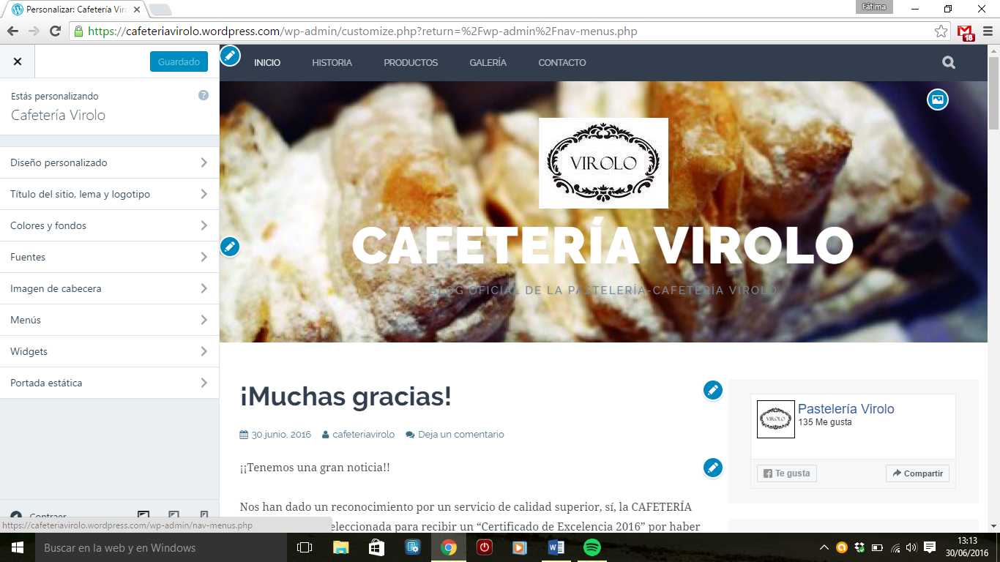 Personalizar: Cafetería Viro
Fátima
https://cafeteriavirolo.wordpress.com/wp-admin/customize.php?return=%2Fwp-admin%2Fnav-menus.php
18
Guardado
Estás personalizando
Cafetería Virolo
Diseño personalizado
Título del sitio, lema y logotipo
Colores y fondos
Fuentes
Imagen de cabecera
Menús
Widgets
Portada estática
Contraer
https://cafeteriavirolo.wordpress.com/wp-admin/nav-menus.php
INICIO HISTORIA PRODUCTOS GALERÍA CONTACTO
VIROLO
CAFETERÍA VIROLO
BLOG OFICIAL DE LA PASTELERÍA-CAFETERÍA VIROLO
¡Muchas gracias!
30 junio, 2016 cafeteriavirolo Deja un comentario
¡¡Tenemos una gran noticia!!
Nos han dado un reconocimiento por un servicio de calidad superior, sí, la CAFETERÍA
eleccionada para recibir un “Certificado de Excelencia 2016” por haber
VIROLO
Pastelería Virolo
135 Me gusta
Te gusta
Compartir
Buscar en la web y en Windows
13:13
30/06/2016